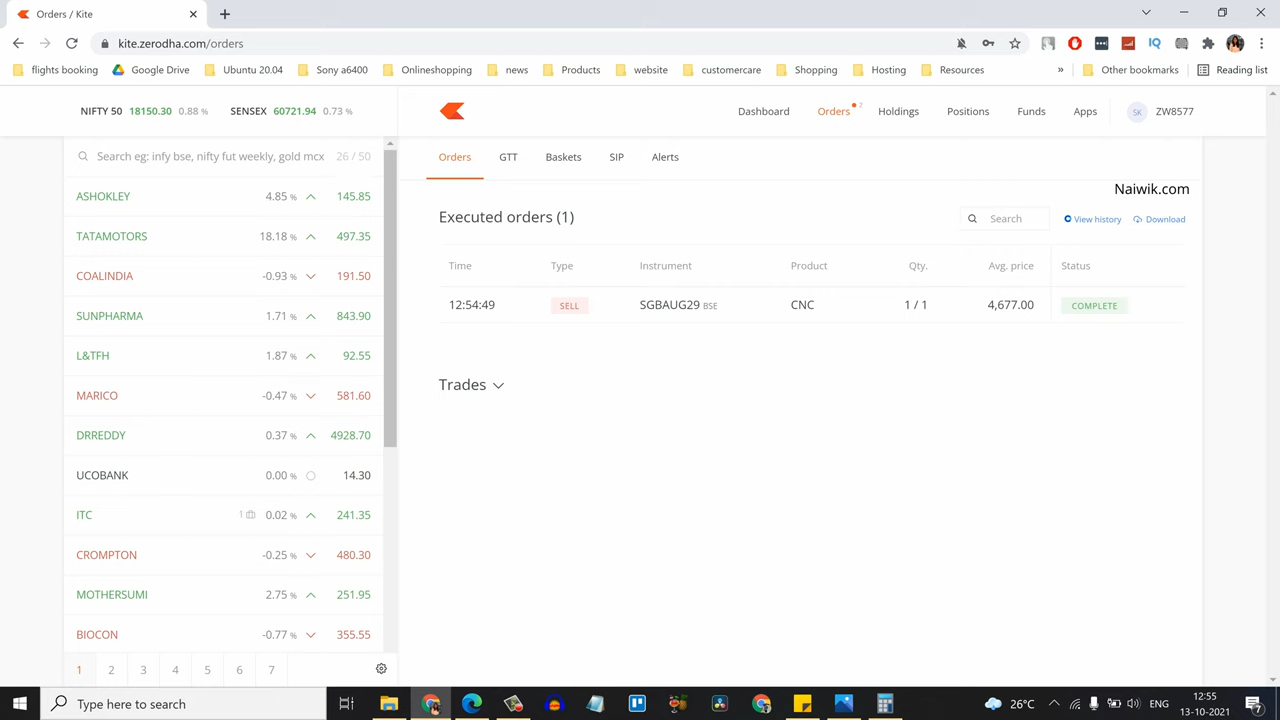 Orders / Kite
kite.zerodha.com/orders
flights booking Google Drive Ubuntu 20.04 Sony a6400 Onlineshopping news Products website customercare Shopping Hosting Resources » Other bookmarks Reading list
NIFTY 50 18150.30 0.88 % SENSEX 60721.94 0.73 %
Dashboard Orders 2 Holdings Positions Funds Apps SK ZW8577
Search eg: infy bse, nifty fut weekly, gold mcx 26 / 50
Orders GTT Baskets SIP Alerts
Naiwik.com
ASHOKLEY 4.85 % 145.85
TATAMOTORS 18.18 % 497.35
COALINDIA -0.93 % 191.50
SUNPHARMA 1.71 % 843.90
L&TFH 1.87 % 92.55
MARICO -0.47 % 581.60
DRREDDY 0.37 % 4928.70
UCOBANK 0.00 % 14.30
ITC 1 0.02 % 241.35
CROMPTON -0.25 % 480.30
MOTHERSUMI 2.75 % 251.95
BIOCON -0.77 % 355.55
1 2 3 4 5 6 7
Executed orders (1) Search View history Download
Time Type Instrument Product Qty. Avg. price Status
12:54:49 SELL SGBAUG29 BSE CNC 1 / 1 4,677.00 COMPLETE
Trades
Type here to search
26°C ENG 12:55
13-10-2021